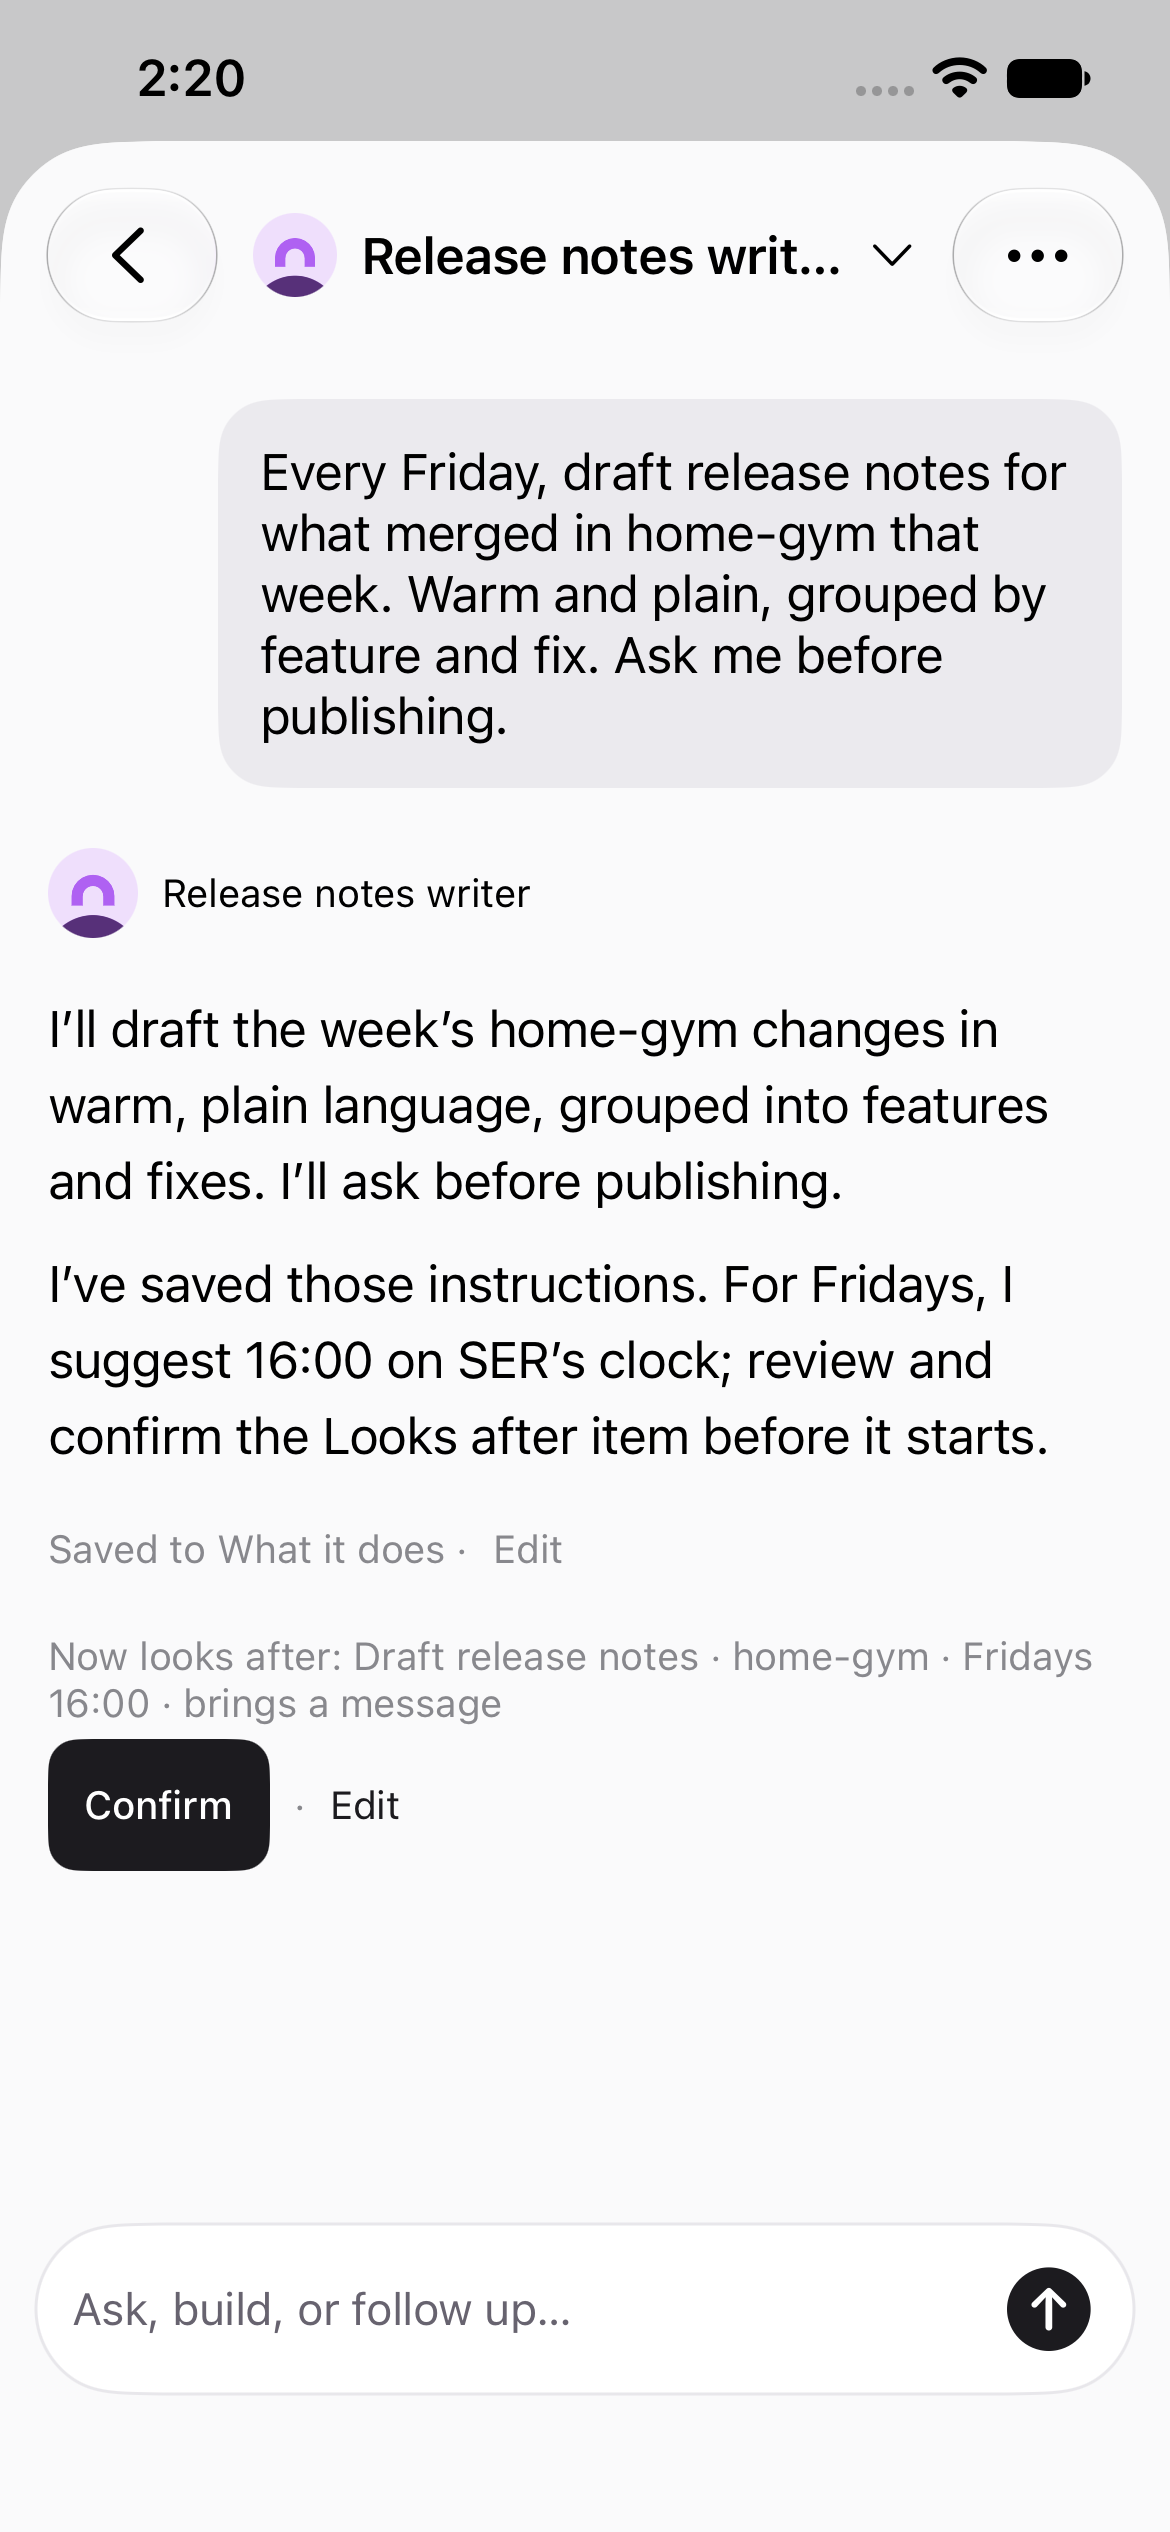 2:20
Release notes writ...
Every Friday, draft release notes for
what merged in home-gym that
week. Warm and plain, grouped by
feature and fix. Ask me before
publishing.
Release notes writer
I’ll draft the week’s home-gym changes in
warm, plain language, grouped into features
and fixes. I’ll ask before publishing.
I’ve saved those instructions. For Fridays, I
suggest 16:00 on SER’s clock; review and
confirm the Looks after item before it starts.
Saved to What it does · Edit
Now looks after: Draft release notes · home-gym · Fridays
16:00 · brings a message
Confirm · Edit
Ask, build, or follow up...